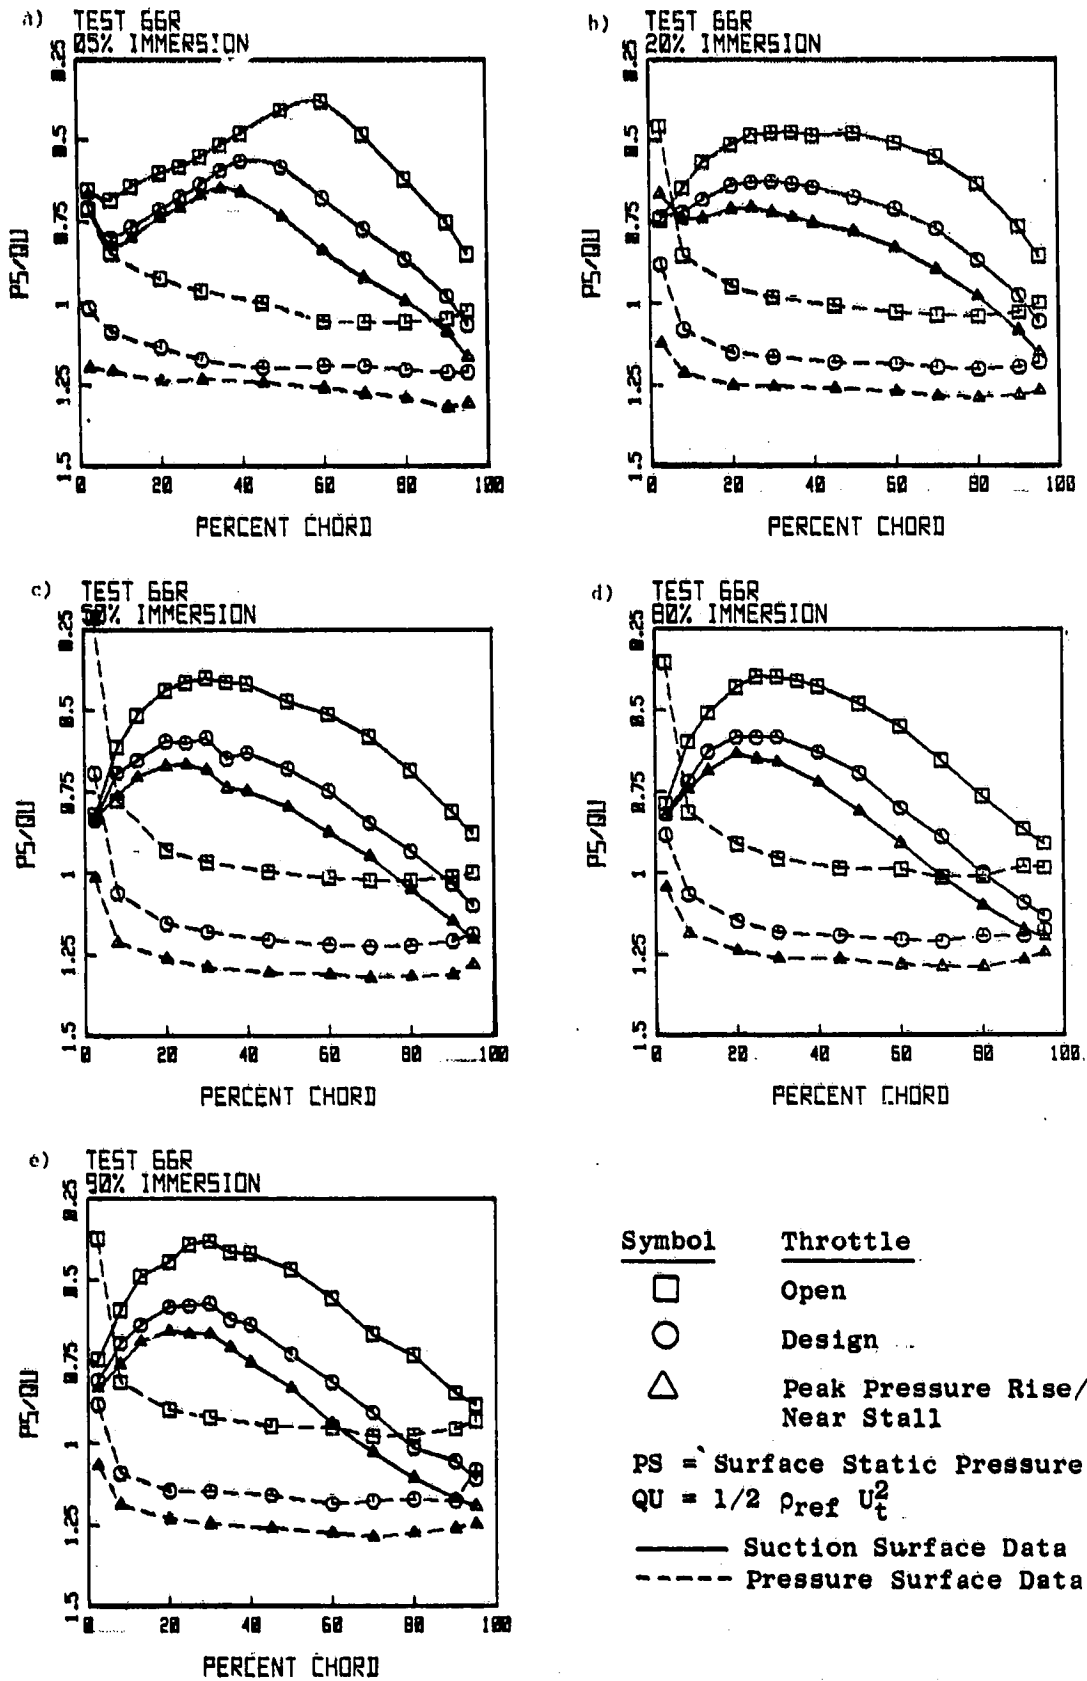 a) TEST 66R
05% IMMERSION
0.25
0.5
0.75
1
1.25
1.5
PS/QU
0 20 40 60 80 100
PERCENT CHORD
b) TEST 66R
20% IMMERSION
0.25
0.5
0.75
1
1.25
1.5
PS/QU
0 20 40 60 80 100
PERCENT CHORD
c) TEST 66R
50% IMMERSION
0.25
0.5
0.75
1
1.25
1.5
PS/QU
0 20 40 60 80 100
PERCENT CHORD
d) TEST 66R
80% IMMERSION
0.25
0.5
0.75
1
1.25
1.5
PS/QU
0 20 40 60 80 100
PERCENT CHORD
e) TEST 66R
90% IMMERSION
0.25
0.5
0.75
1
1.25
1.5
PS/QU
0 20 40 60 80 100
PERCENT CHORD
Symbol Throttle
□ Open
○ Design
△ Peak Pressure Rise/
Near Stall
PS = Surface Static Pressure
QU = 1/2 ρref Ut²
Suction Surface Data
Pressure Surface Data